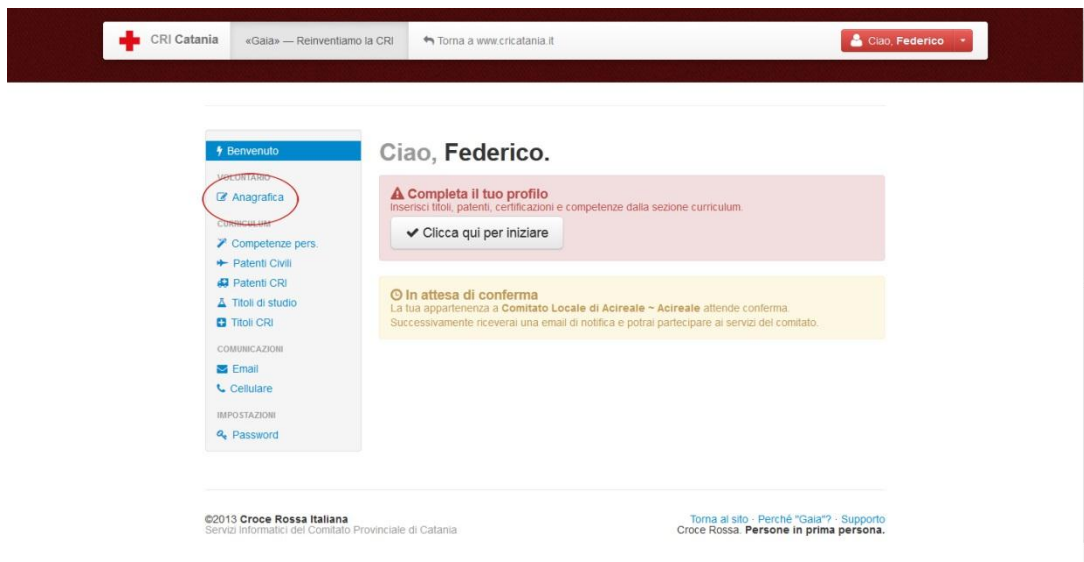 CRI Catania
«Gaia» — Reinventiamo la CRI
Torna a www.cricatania.it
Ciao, Federico
Benvenuto
VOLONTARIO
Anagrafica
CURRICULUM
Competenze pers.
Patenti Civili
Patenti CRI
Titoli di studio
Titoli CRI
COMUNICAZIONI
Email
Cellulare
IMPOSTAZIONI
Password
Ciao, Federico.
Completa il tuo profilo
Inserisci titoli, patenti, certificazioni e competenze dalla sezione curriculum.
Clicca qui per iniziare
In attesa di conferma
La tua appartenenza a Comitato Locale di Acireale ~ Acireale attende conferma.
Successivamente riceverai una email di notifica e potrai partecipare ai servizi del comitato.
©2013 Croce Rossa Italiana
Servizi Informatici del Comitato Provinciale di Catania
Torna al sito · Perché "Gaia"? · Supporto
Croce Rossa. Persone in prima persona.